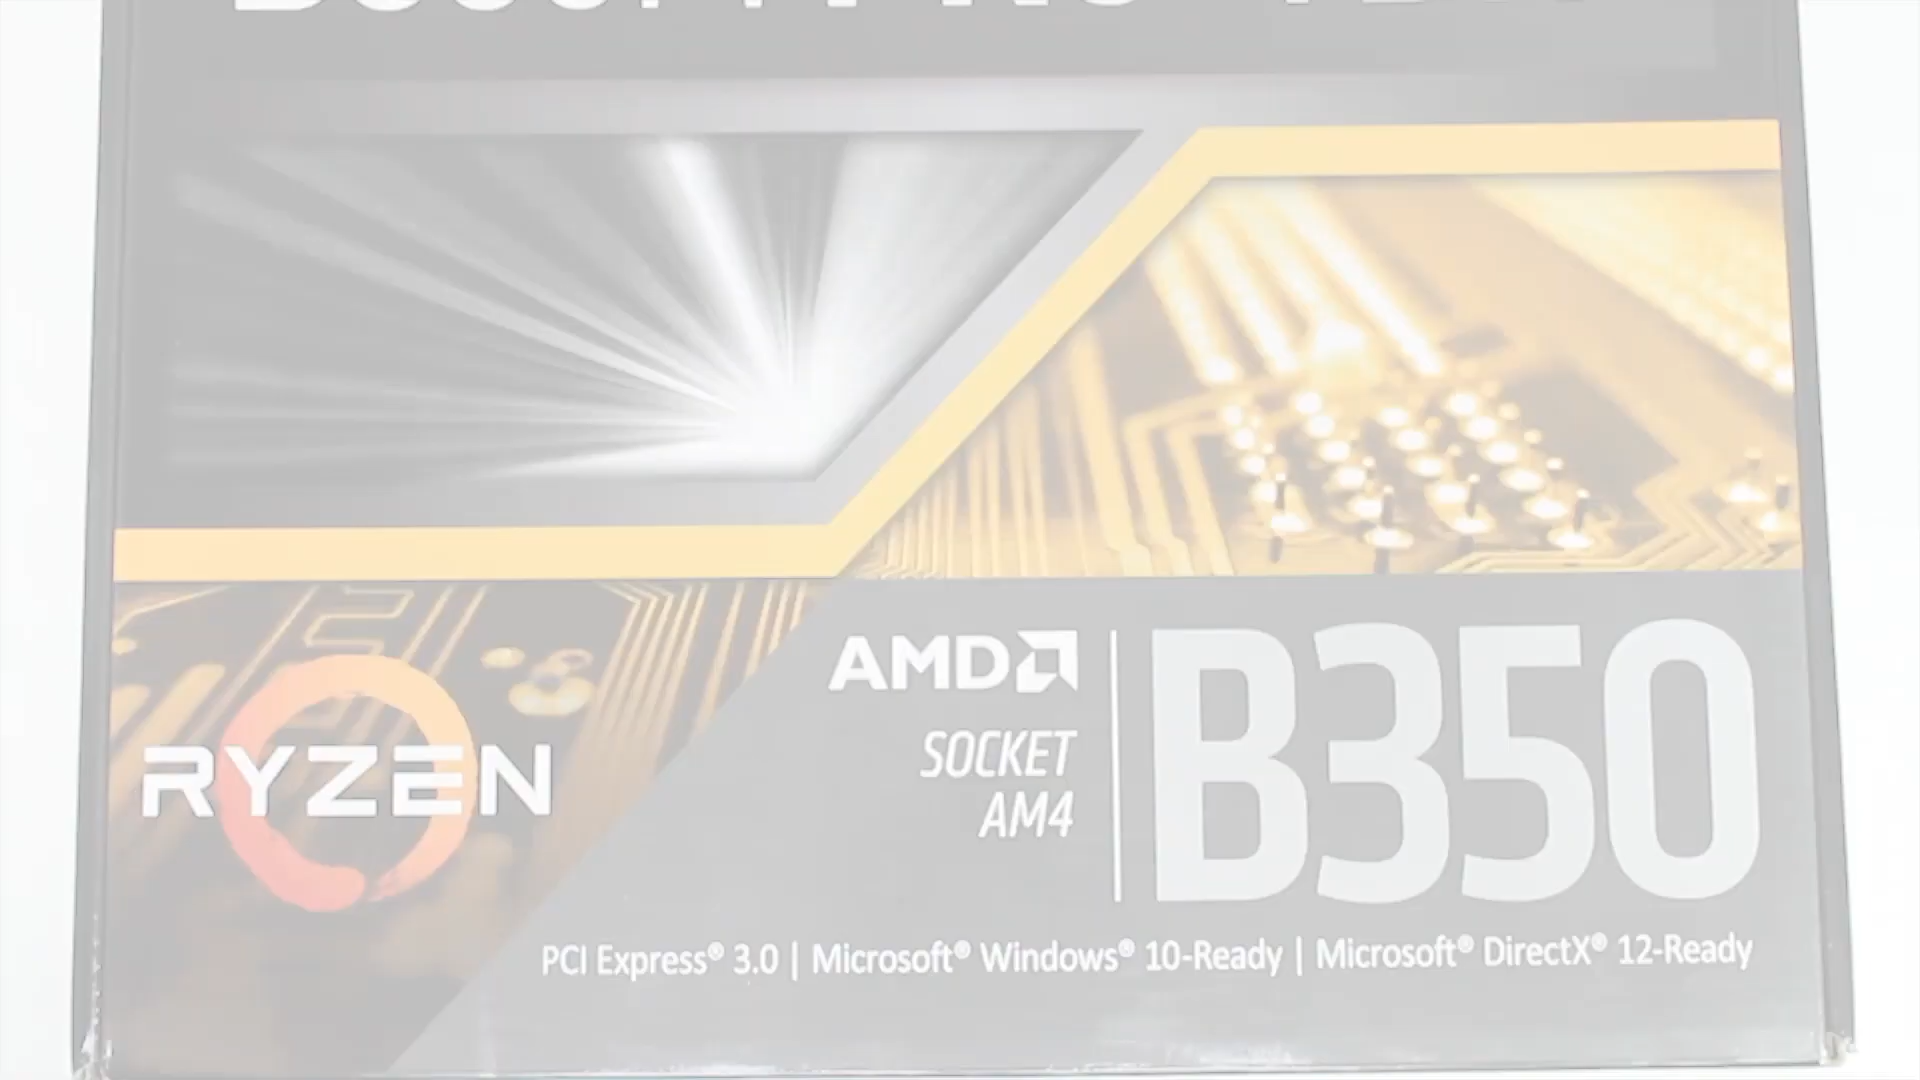 RYZEN
AMD
SOCKET
AM4
B350
PCI Express® 3.0 | Microsoft® Windows® 10-Ready | Microsoft® DirectX® 12-Ready